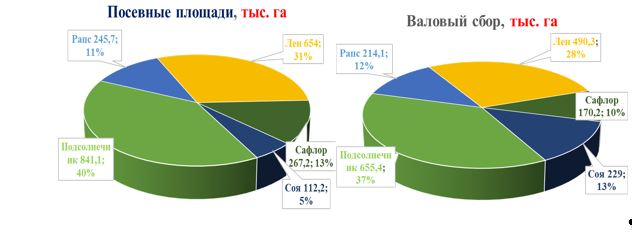 Посевные площади, тыс. га
Рапс 245,7;
11%
Лен 654;
31%
Подсолнечн
ик 841,1;
40%
Сафлор
267,2; 13%
Соя 112,2;
5%
Валовый сбор, тыс. га
Рапс 214,1;
12%
Лен 490,3;
28%
Сафлор
170,2; 10%
Подсолнечн
ик 655,4;
37%
Соя 229;
13%